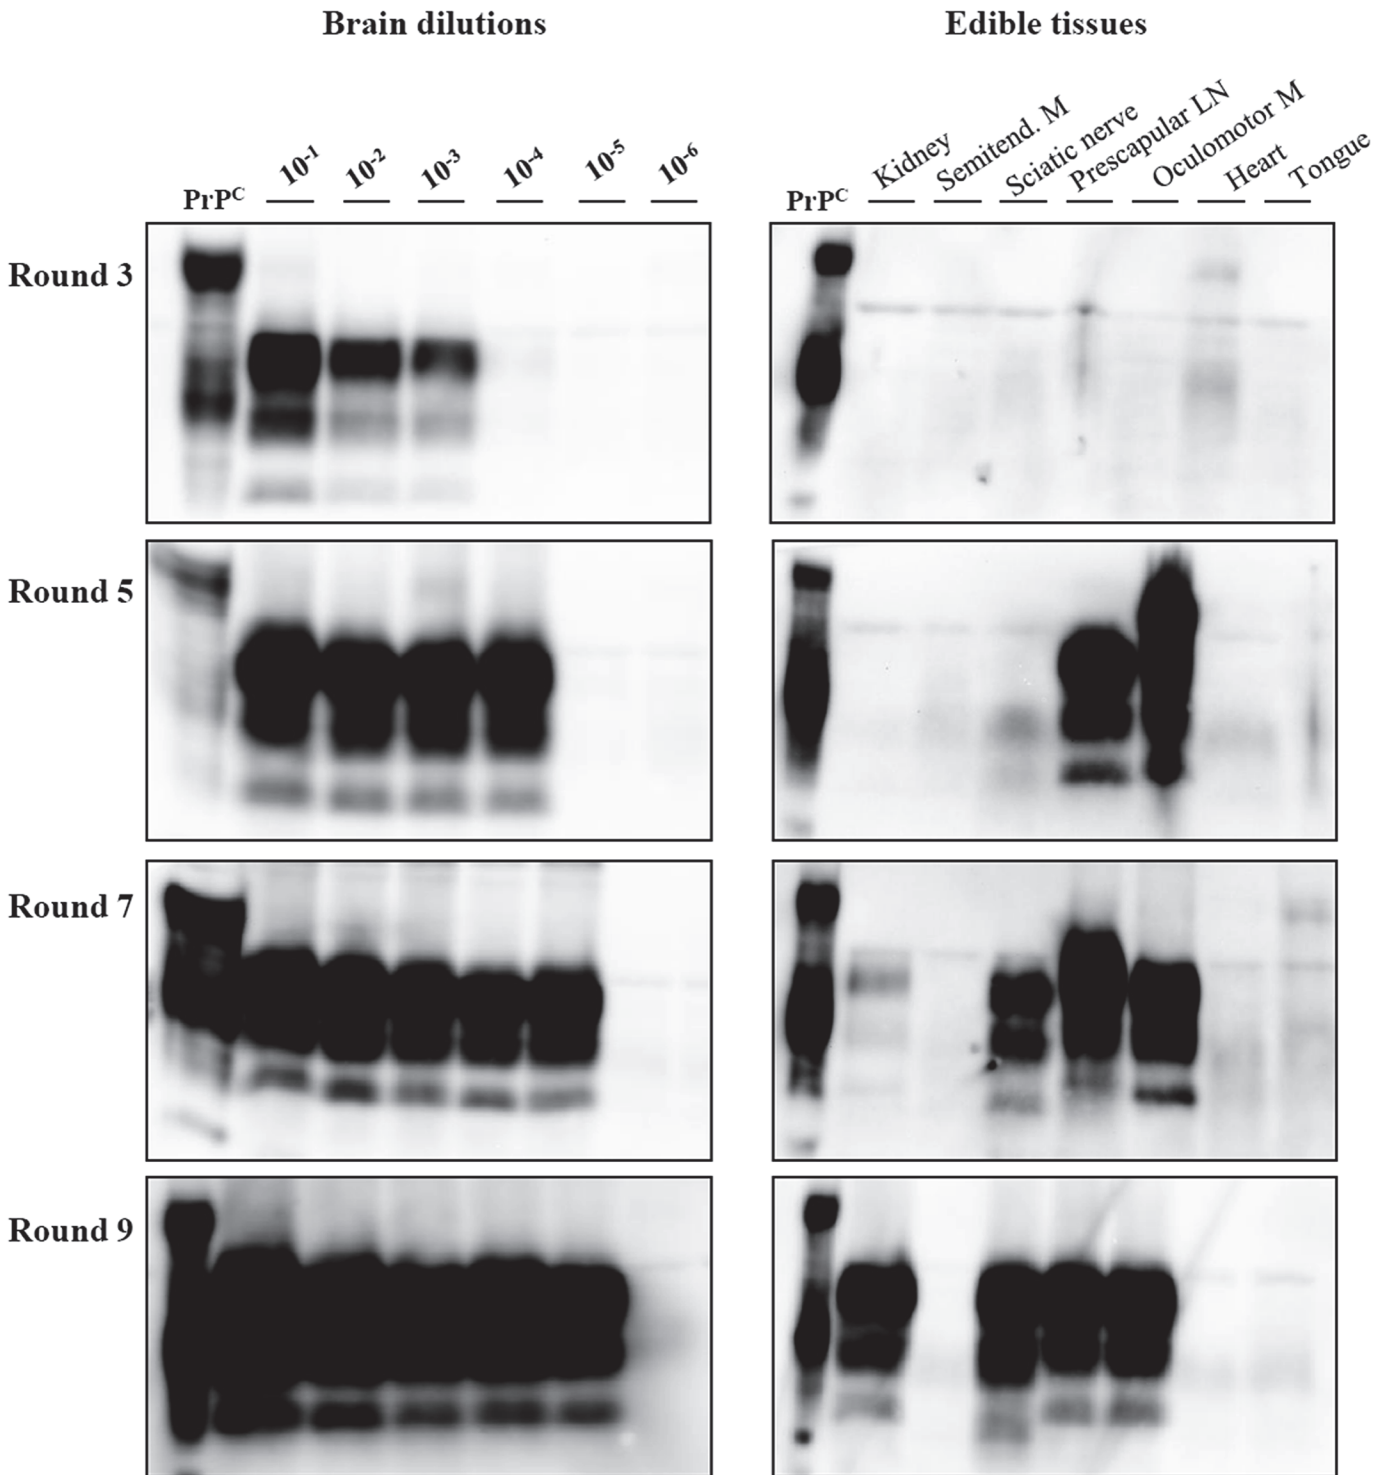 Brain dilutions
Edible tissues
PrPC 10-1 10-2 10-3 10-4 10-5 10-6
PrPC Kidney Semitend. M Sciatic nerve Prescapular LN Oculomotor M Heart Tongue
Round 3
Round 5
Round 7
Round 9